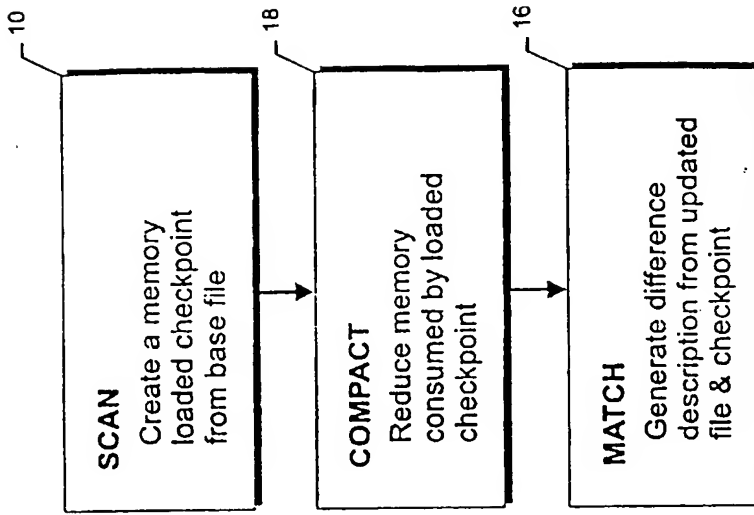 10
SCAN
Create a memory
loaded checkpoint
from base file
18
COMPACT
Reduce memory
consumed by loaded
checkpoint
16
MATCH
Generate difference
description from updated
file & checkpoint